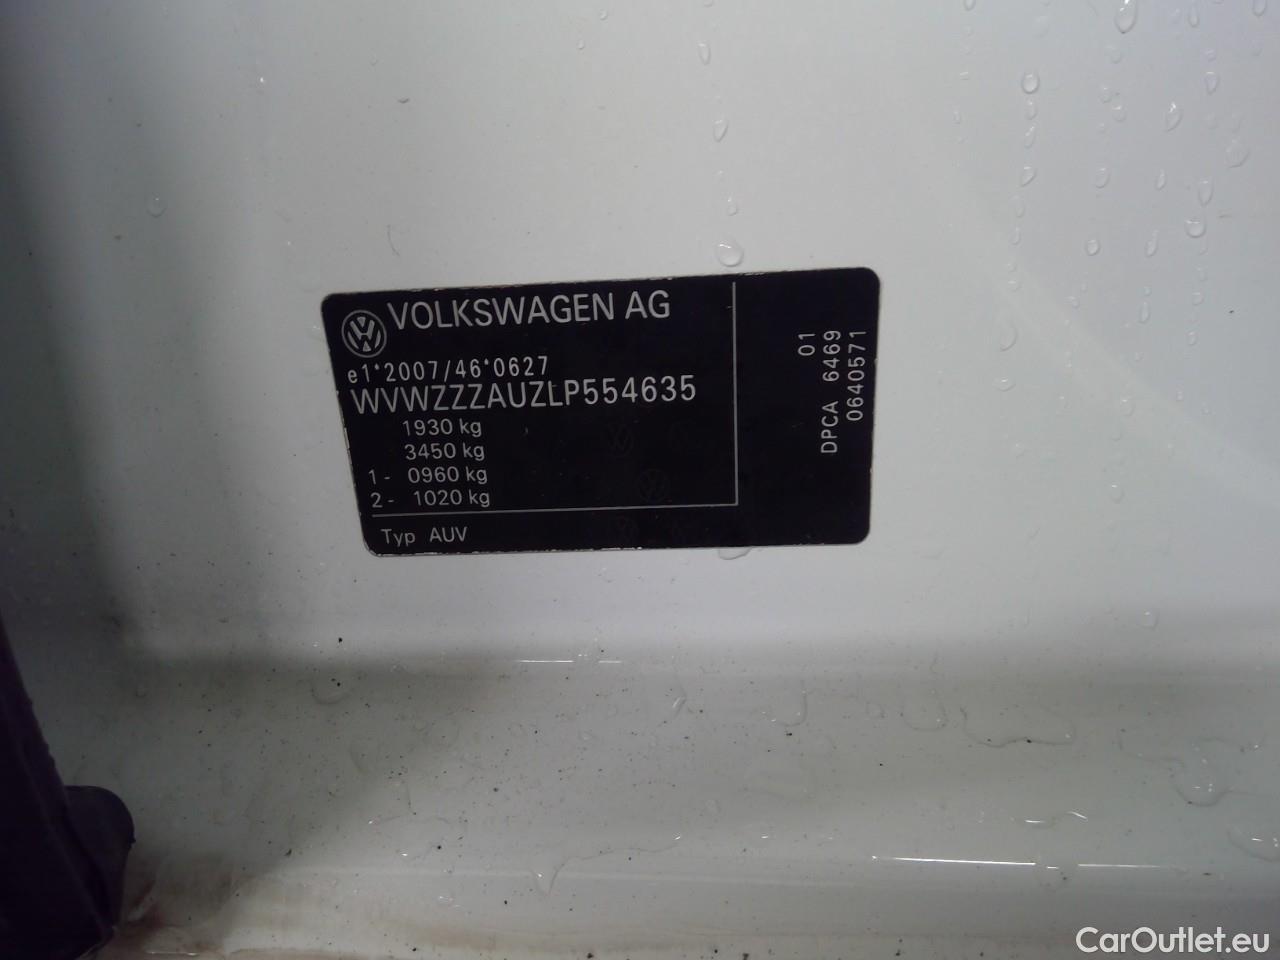 VOLKSWAGEN AG
e1*2007/46*0627
WVWZZZAUZLP554635
1930 kg
3450 kg
1- 0960 kg
2- 1020 kg
Typ AUV
01
DPCA 6469
0640571
CarOutlet.eu